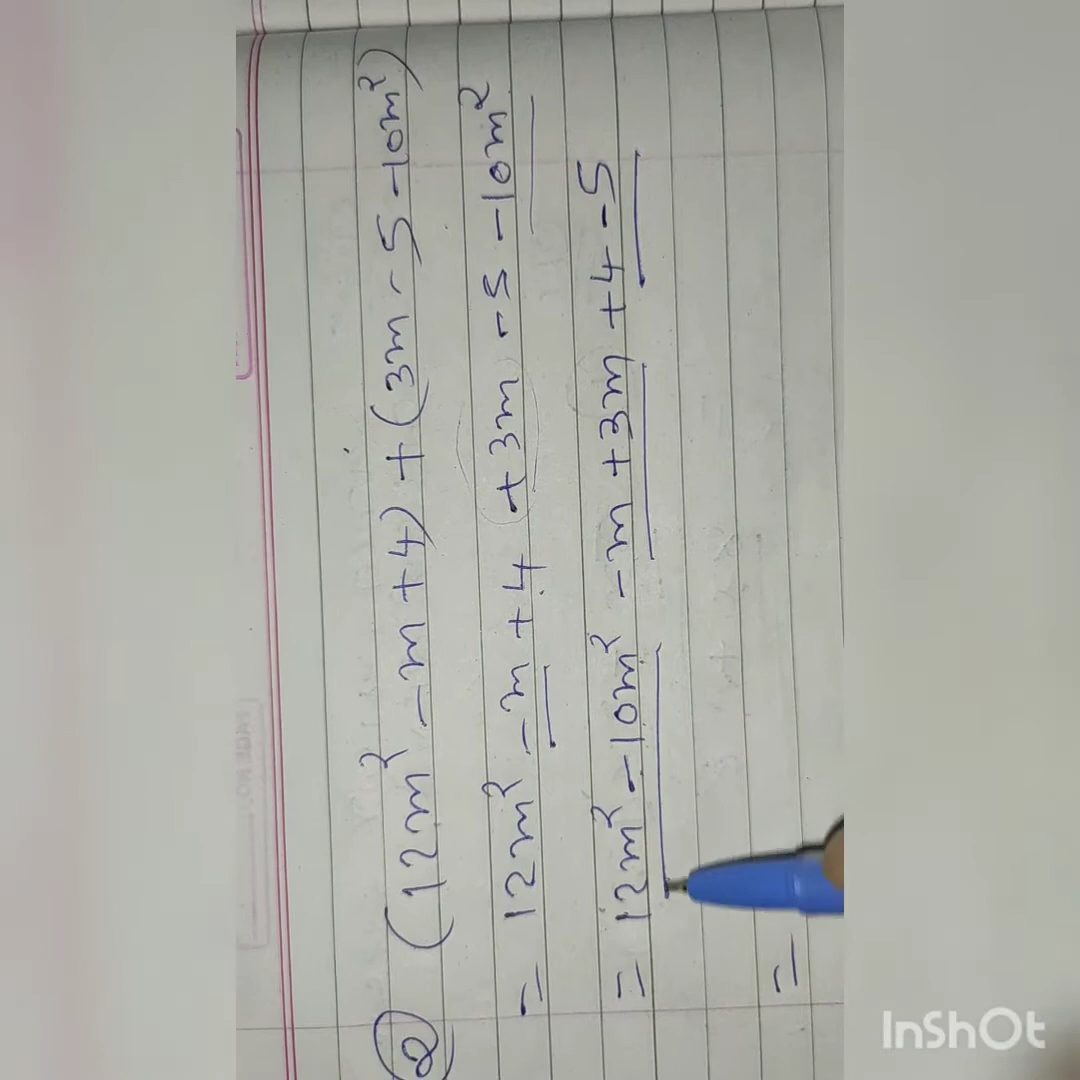 2) (12m² - m + 4) + (3m - 5 - 10m²)
= 12m² - m + 4 + 3m - 5 - 10m²
= 12m² - 10m² - m + 3m + 4 - 5
=
InShOt